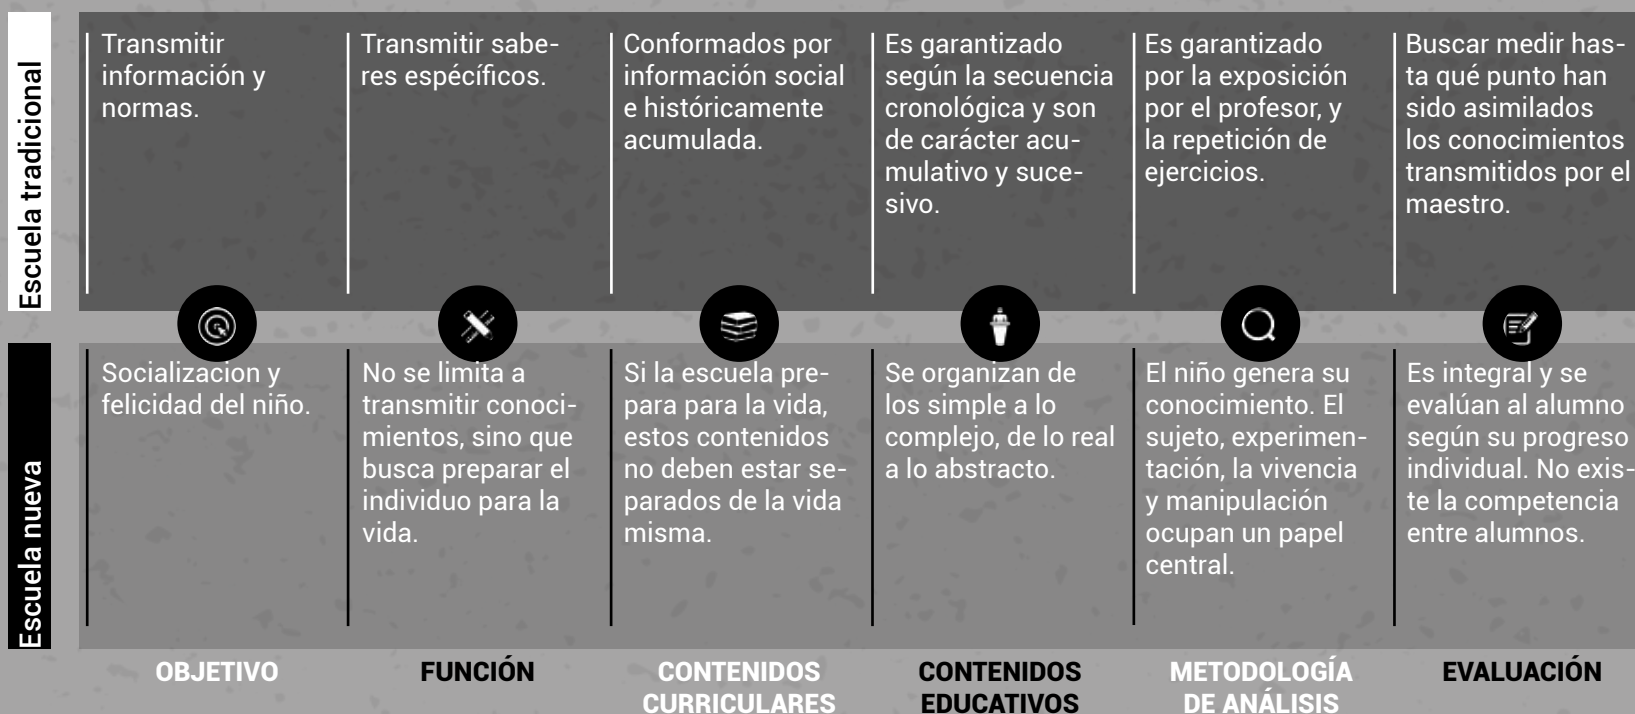 Escuela tradicional
Transmitir
información y
normas.
Transmitir sabe-
res espécíficos.
Conformados por
información social
e históricamente
acumulada.
Es garantizado
según la secuencia
cronológica y son
de carácter acu-
mulativo y suce-
sivo.
Es garantizado
por la exposición
por el profesor, y
la repetición de
ejercicios.
Buscar medir has-
ta qué punto han
sido asimilados
los conocimientos
transmitidos por el
maestro.
Escuela nueva
Socializacion y
felicidad del niño.
No se limita a
transmitir conoci-
mientos, sino que
busca preparar el
individuo para la
vida.
Si la escuela pre-
para para la vida,
estos contenidos
no deben estar se-
parados de la vida
misma.
Se organizan de
los simple a lo
complejo, de lo real
a lo abstracto.
El niño genera su
conocimiento. El
sujeto, experimen-
tación, la vivencia
y manipulación
ocupan un papel
central.
Es integral y se
evalúan al alumno
según su progreso
individual. No exis-
te la competencia
entre alumnos.
OBJETIVO
FUNCIÓN
CONTENIDOS
CURRICULARES
CONTENIDOS
EDUCATIVOS
METODOLOGÍA
DE ANÁLISIS
EVALUACIÓN